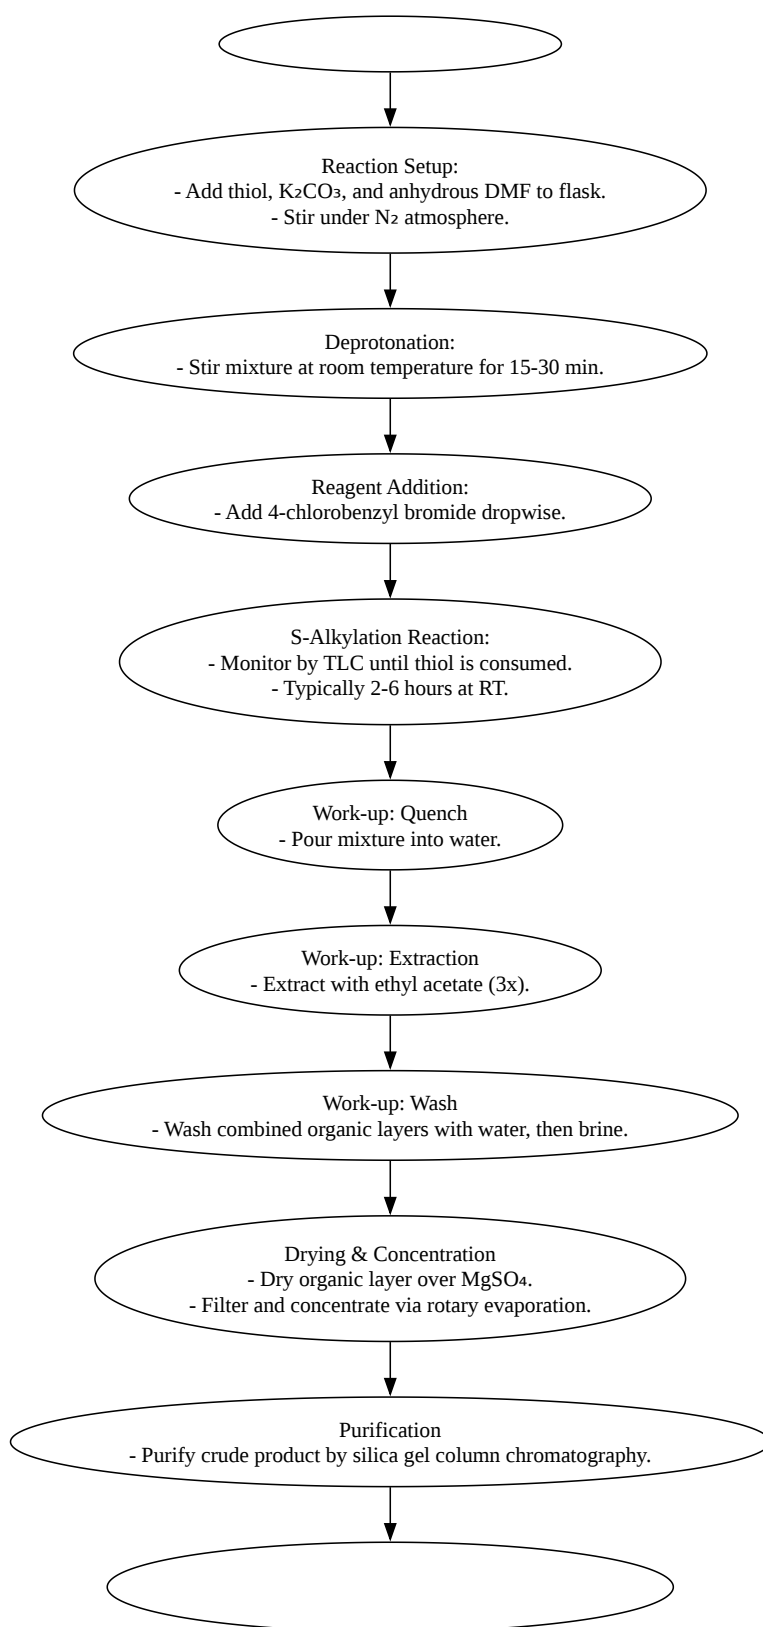 Reaction Setup:
- Add thiol, K₂CO₃, and anhydrous DMF to flask.
- Stir under N₂ atmosphere.
Deprotonation:
- Stir mixture at room temperature for 15-30 min.
Reagent Addition:
- Add 4-chlorobenzyl bromide dropwise.
S-Alkylation Reaction:
- Monitor by TLC until thiol is consumed.
- Typically 2-6 hours at RT.
Work-up: Quench
- Pour mixture into water.
Work-up: Extraction
- Extract with ethyl acetate (3x).
Work-up: Wash
- Wash combined organic layers with water, then brine.
Drying & Concentration
- Dry organic layer over MgSO₄.
- Filter and concentrate via rotary evaporation.
Purification
- Purify crude product by silica gel column chromatography.